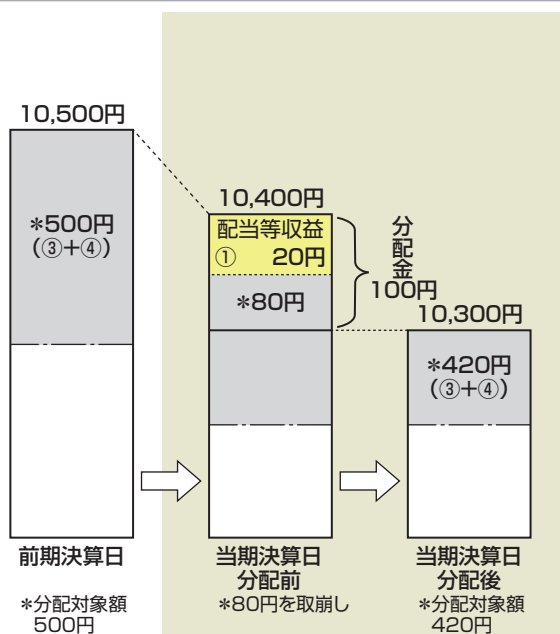 10,500円
*500円
(③+④)
10,400円
配当等収益
① 20円
*80円
分配金
100円
10,300円
*420円
(③+④)
前期決算日
*分配対象額
500円
当期決算日
分配前
*80円を取崩し
当期決算日
分配後
*分配対象額
420円